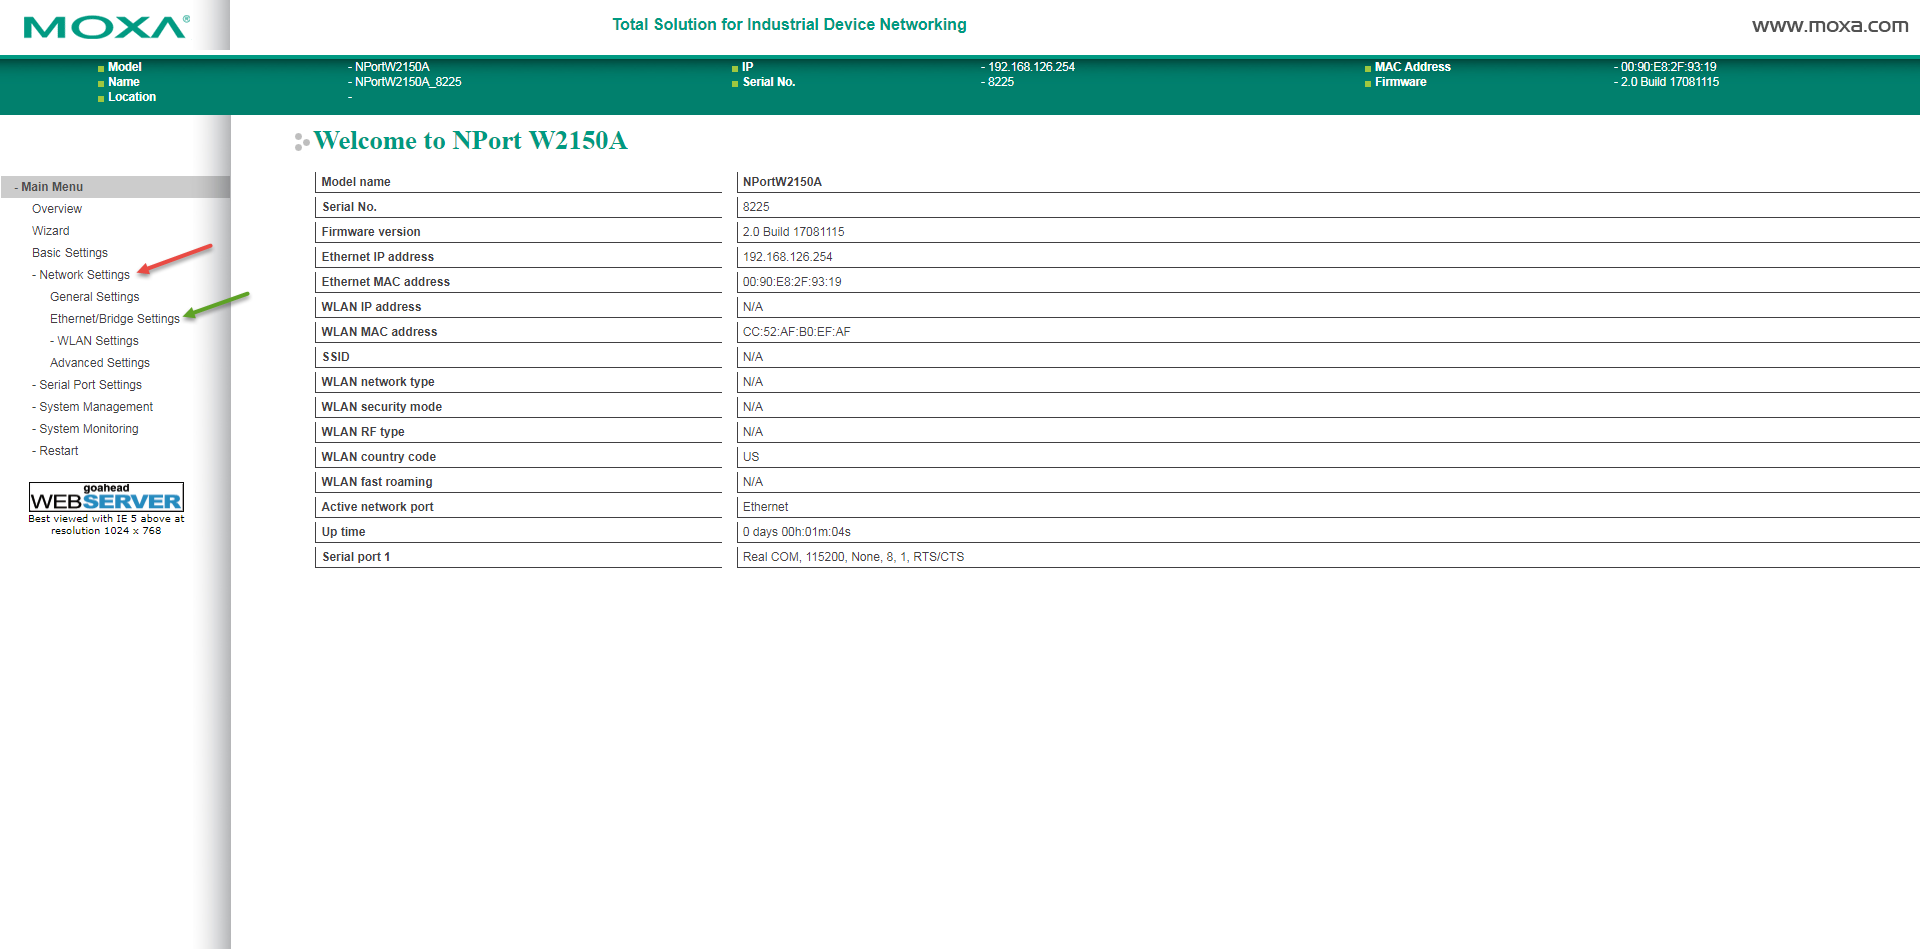 MOXA®
Total Solution for Industrial Device Networking
www.moxa.com
Model - NPortW2150A IP - 192.168.126.254 MAC Address - 00:90:E8:2F:93:19
Name - NPortW2150A_8225 Serial No. - 8225 Firmware - 2.0 Build 17081115
Location -
- Main Menu
Overview
Wizard
Basic Settings
- Network Settings
General Settings
Ethernet/Bridge Settings
- WLAN Settings
Advanced Settings
- Serial Port Settings
- System Management
- System Monitoring
- Restart
goahead
WEBSERVER
Best viewed with IE 5 above at
resolution 1024 x 768
Welcome to NPort W2150A
Model name NPortW2150A
Serial No. 8225
Firmware version 2.0 Build 17081115
Ethernet IP address 192.168.126.254
Ethernet MAC address 00:90:E8:2F:93:19
WLAN IP address N/A
WLAN MAC address CC:52:AF:B0:EF:AF
SSID N/A
WLAN network type N/A
WLAN security mode N/A
WLAN RF type N/A
WLAN country code US
WLAN fast roaming N/A
Active network port Ethernet
Up time 0 days 00h:01m:04s
Serial port 1 Real COM, 115200, None, 8, 1, RTS/CTS